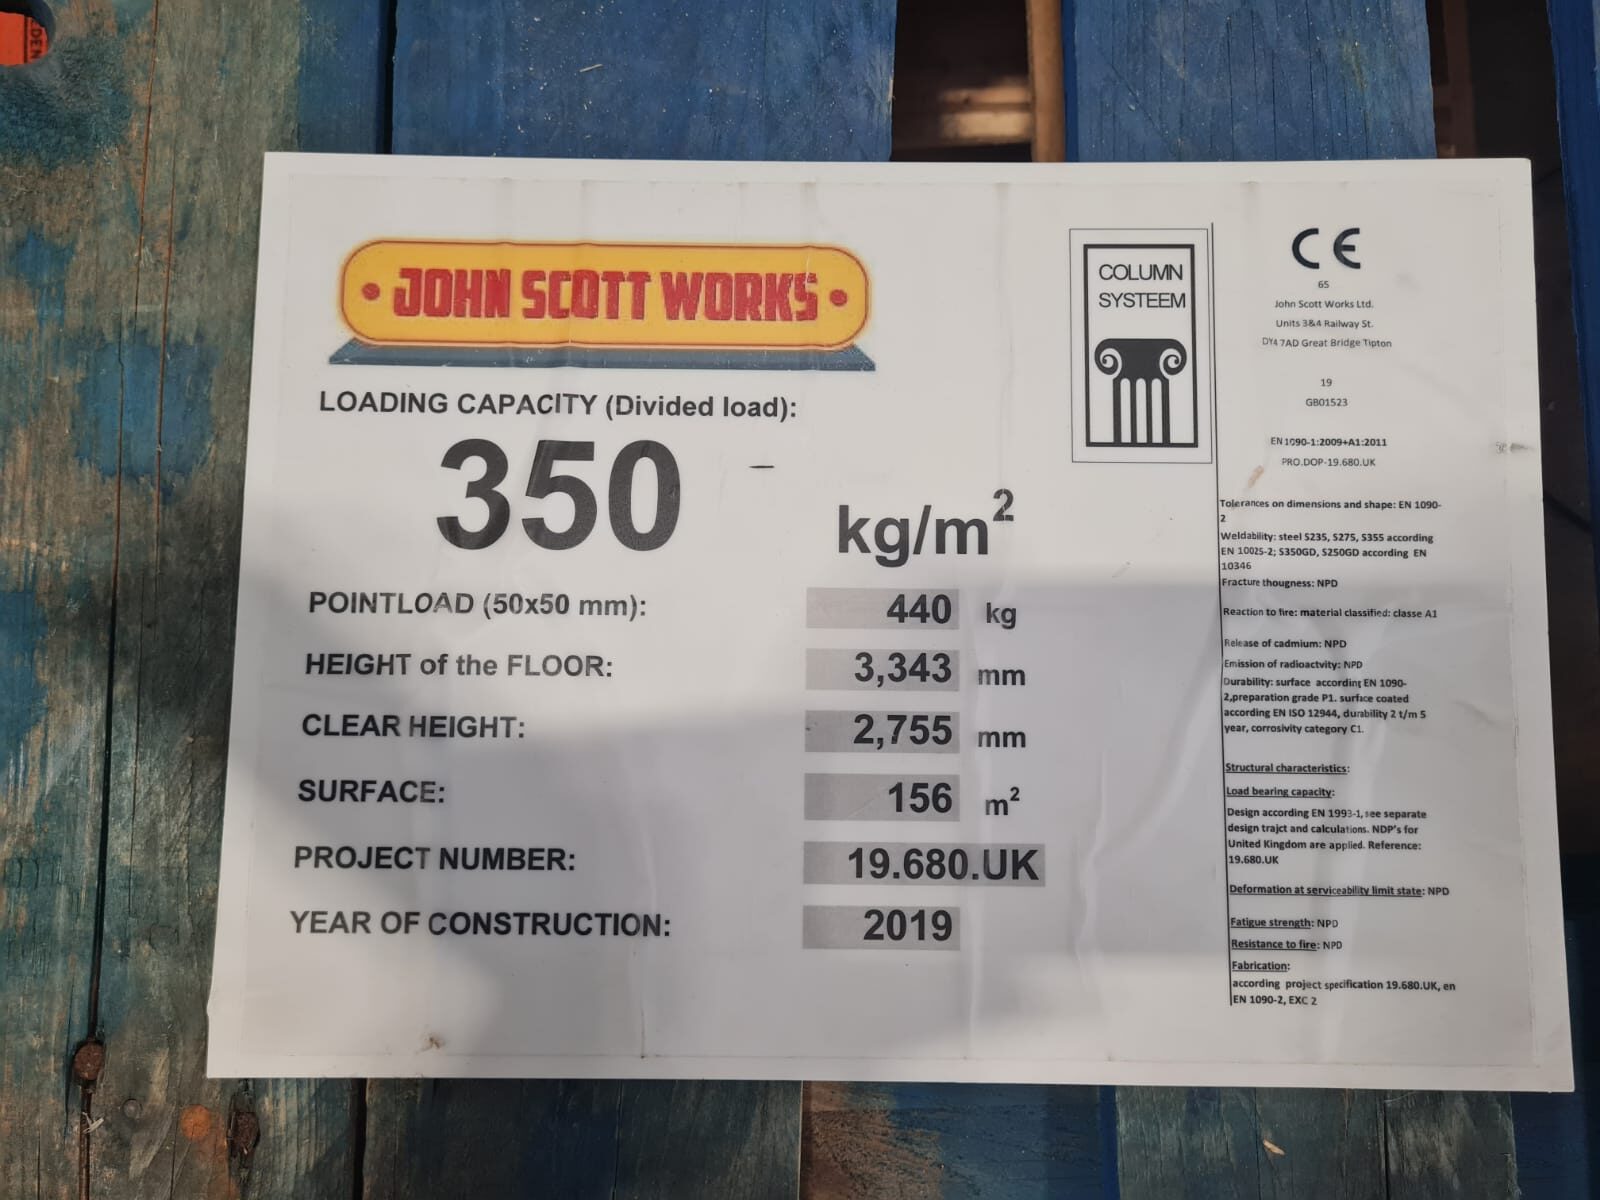 DEN
JOHN SCOTT WORKS
LOADING CAPACITY (Divided load):
350 kg/m²
POINTLOAD (50x50 mm): 440 kg
HEIGHT of the FLOOR: 3,343 mm
CLEAR HEIGHT: 2,755 mm
SURFACE: 156 m²
PROJECT NUMBER: 19.680.UK
YEAR OF CONSTRUCTION: 2019
COLUMN
SYSTEEM
CE
65
John Scott Works Ltd.
Units 3&4 Railway St.
DY4 7AD Great Bridge Tipton
19
GB01523
EN 1090-1:2009+A1:2011
PRO.DOP-19.680.UK
Tolerances on dimensions and shape: EN 1090-
2
Weldability: steel S235, S275, S355 according
EN 10025-2; S350GD, S250GD according EN
10346
Fracture thougness: NPD
Reaction to fire: material classified: classe A1
Release of cadmium: NPD
Emission of radioactvity: NPD
Durability: surface according EN 1090-
2,preparation grade P1. surface coated
according EN ISO 12944, durability 2 t/m 5
year, corrosivity category C1.
Structural characteristics:
Load bearing capacity:
Design according EN 1993-1, see separate
design trajct and calculations. NDP's for
United Kingdom are applied. Reference:
19.680.UK
Deformation at serviceability limit state: NPD
Fatigue strength: NPD
Resistance to fire: NPD
Fabrication:
according project specification 19.680.UK, en
EN 1090-2, EXC 2